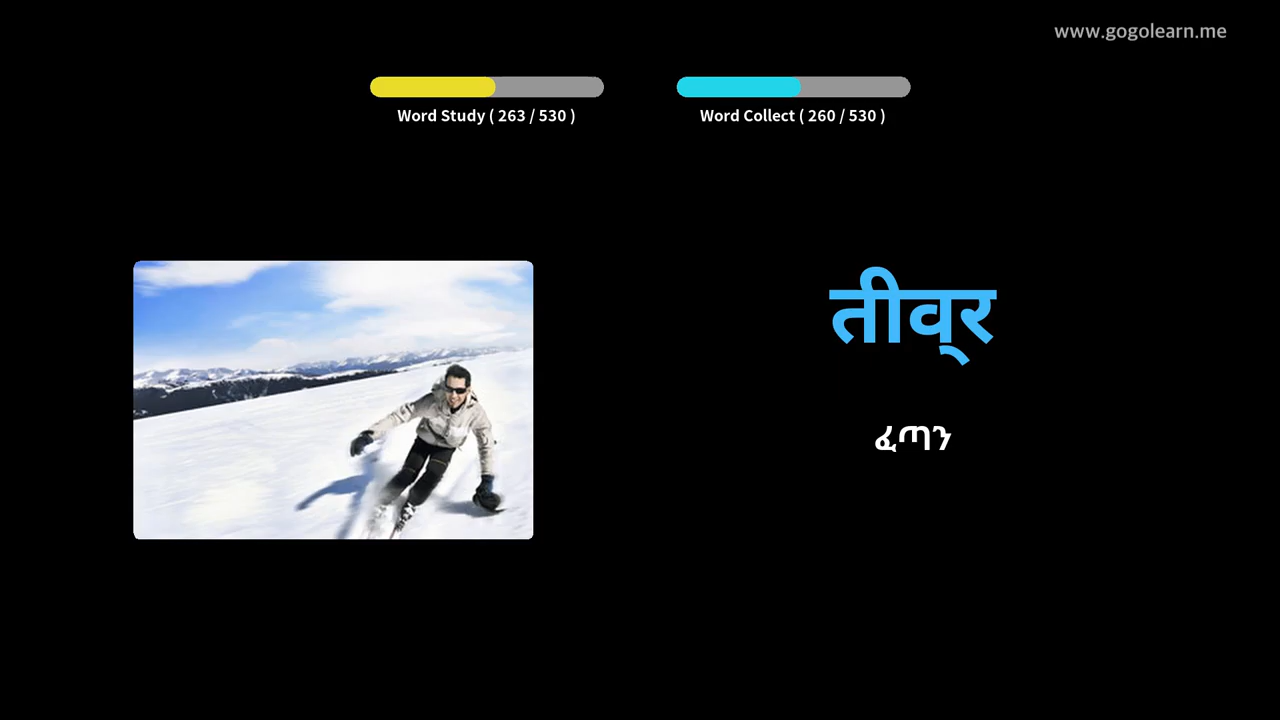 www.gogolearn.me
Word Study ( 263 / 530 )
Word Collect ( 260 / 530 )
तीव्‌र
ፈጣን